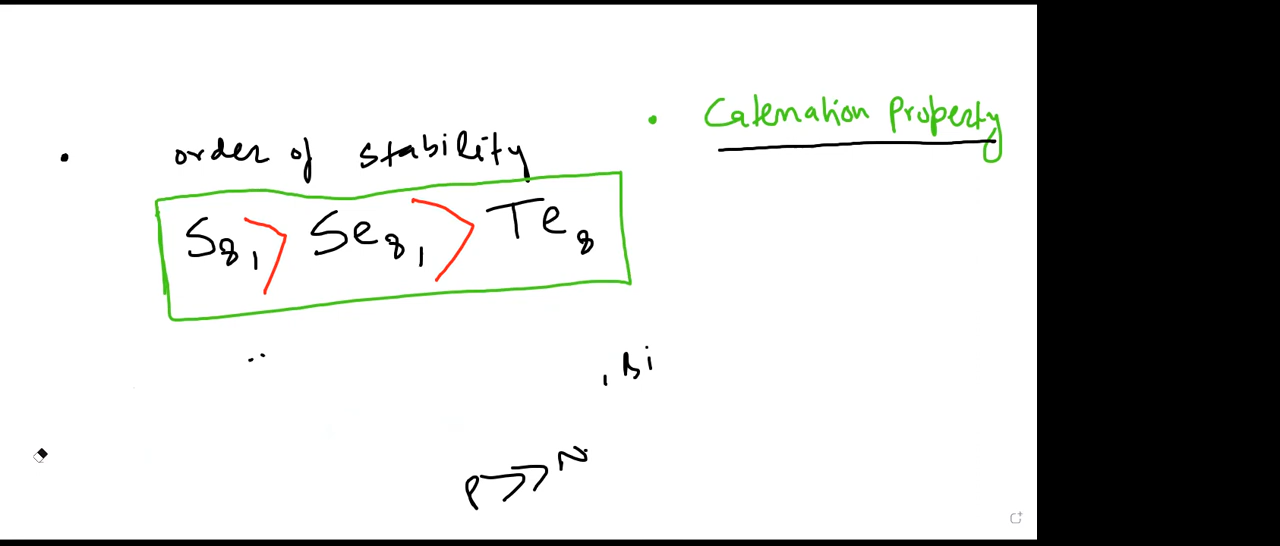 • Catenation Property
• order of stability
S8, > Se8, > Te8
, Bi
P >> N